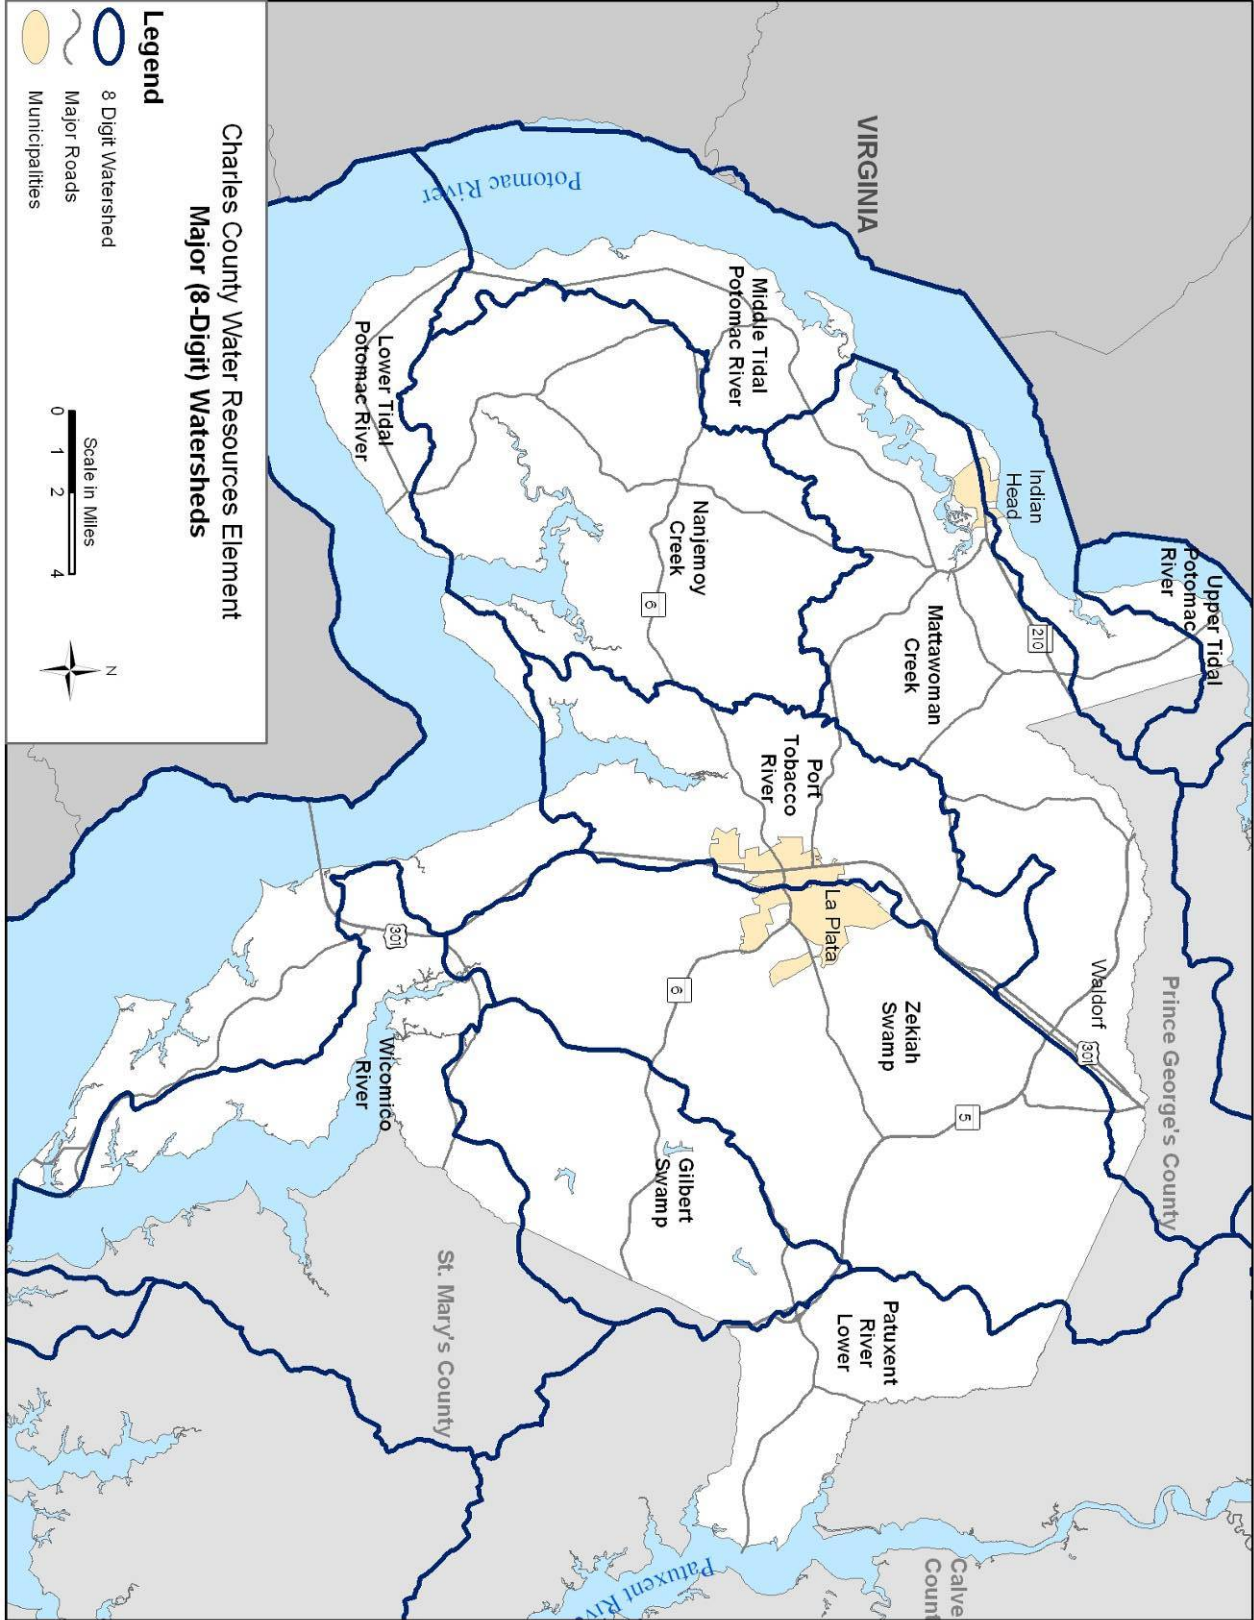 VIRGINIA
Potomac River
Indian
Head
Upper Tidal
Potomac
River
210
Middle Tidal
Potomac River
Mattawoman
Creek
Nanjemoy
Creek
6
Lower Tidal
Potomac River
Port
Tobacco
River
La Plata
Waldorf
301
Prince George's County
Zekiah
Swamp
5
6
301
Wicomico
River
Gilbert
Swamp
Patuxent
River
Lower
St. Mary's County
Calve
Count
Patuxent Rive
Charles County Water Resources Element
Major (8-Digit) Watersheds
Legend
8 Digit Watershed
Major Roads
Municipalities
Scale in Miles
0 1 2 4
N